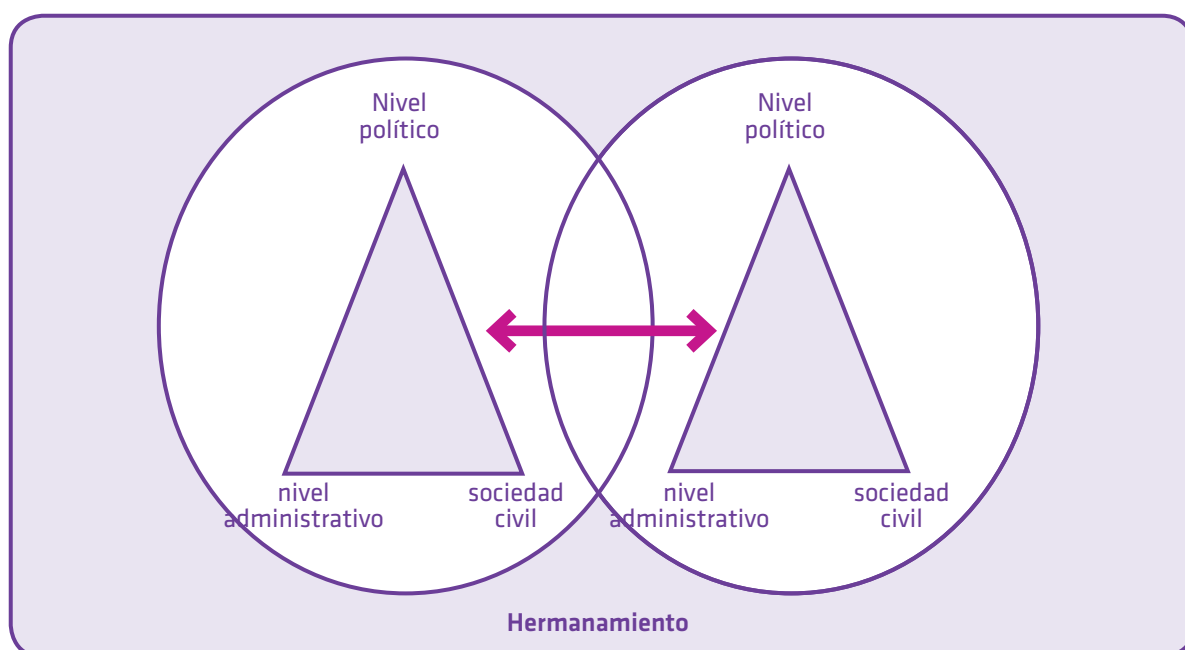 Nivel
político
Nivel
político
nivel
administrativo
sociedad
civil
nivel
administrativo
sociedad
civil
Hermanamiento